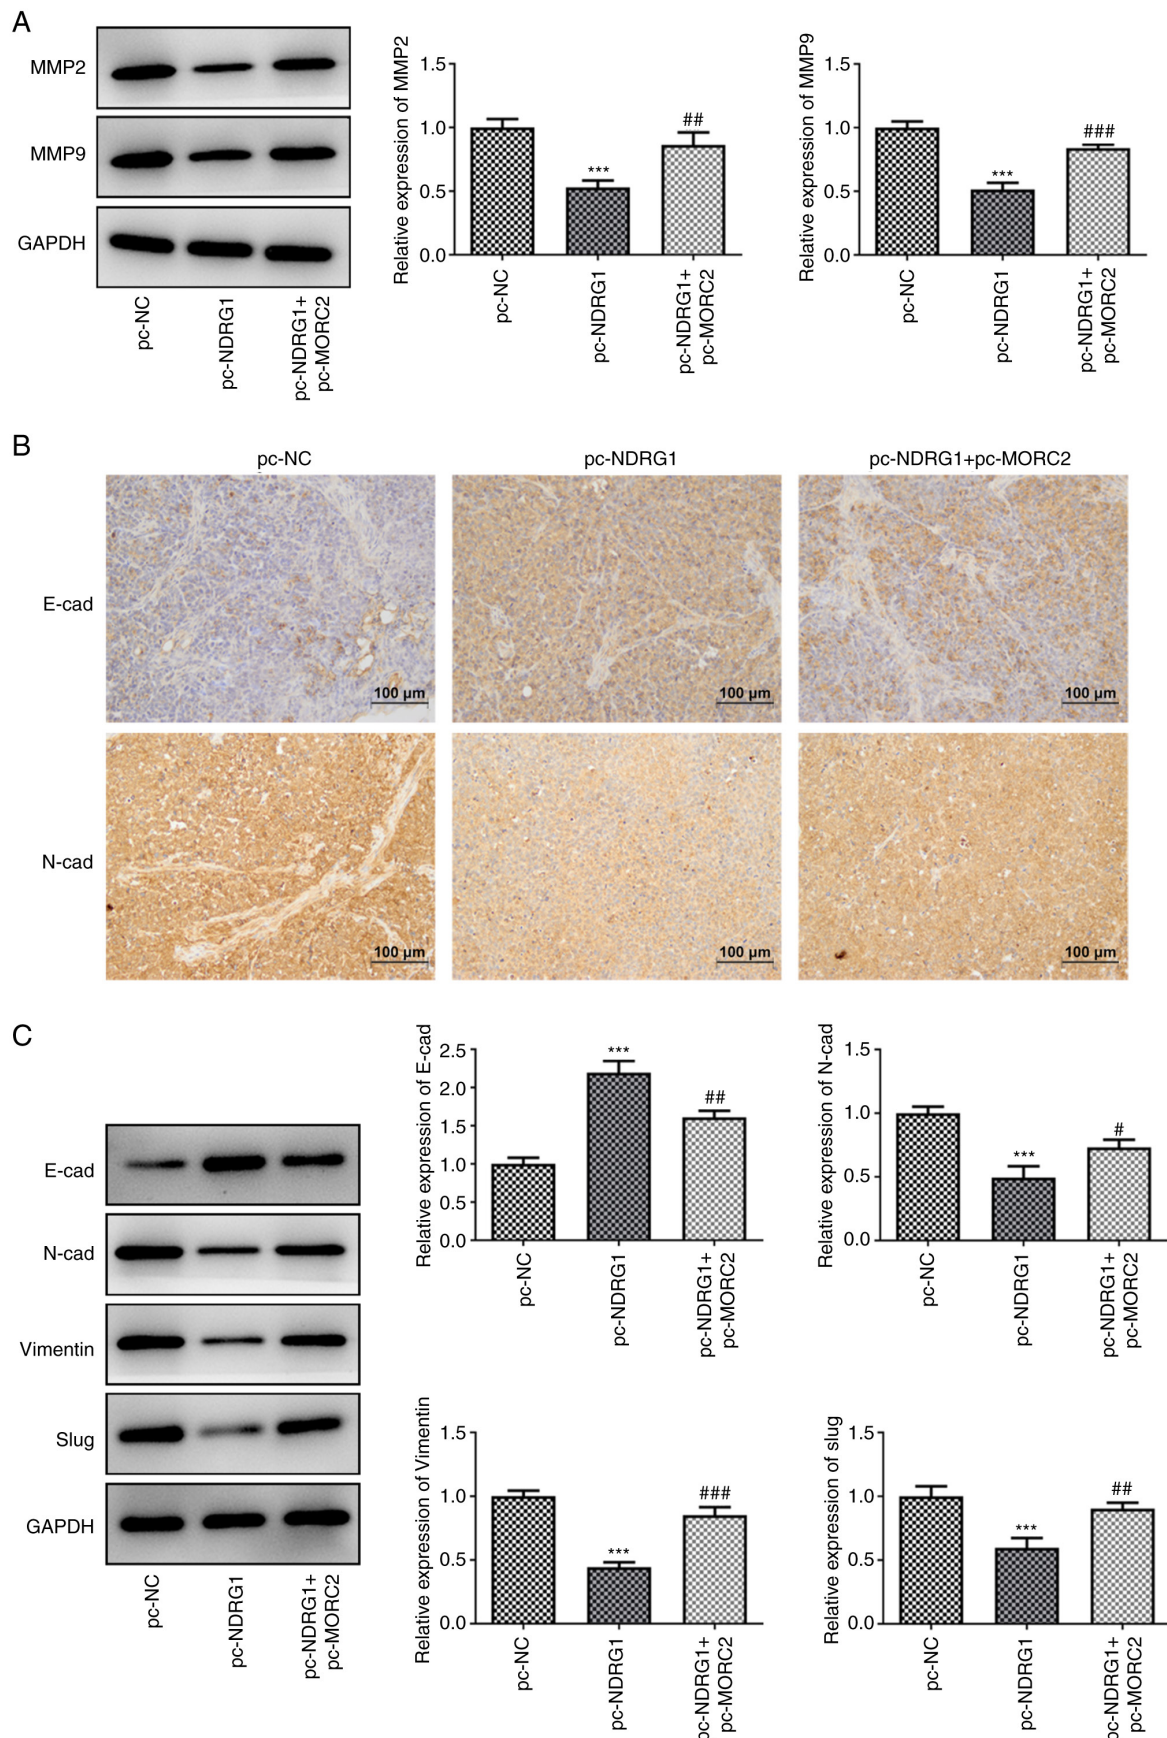 A
MMP2
MMP9
GAPDH
pc-NC
pc-NDRG1
pc-NDRG1+
pc-MORC2
Relative expression of MMP2
1.5
1.0
0.5
0.0
***
##
pc-NC
pc-NDRG1
pc-NDRG1+
pc-MORC2
Relative expression of MMP9
1.5
1.0
0.5
0.0
***
###
pc-NC
pc-NDRG1
pc-NDRG1+
pc-MORC2
B
pc-NC
pc-NDRG1
pc-NDRG1+pc-MORC2
E-cad
100 µm
100 µm
100 µm
N-cad
100 µm
100 µm
100 µm
C
E-cad
N-cad
Vimentin
Slug
GAPDH
pc-NC
pc-NDRG1
pc-NDRG1+
pc-MORC2
Relative expression of E-cad
2.5
2.0
1.5
1.0
0.5
0.0
***
##
pc-NC
pc-NDRG1
pc-NDRG1+
pc-MORC2
Relative expression of N-cad
1.5
1.0
0.5
0.0
***
#
pc-NC
pc-NDRG1
pc-NDRG1+
pc-MORC2
Relative expression of Vimentin
1.5
1.0
0.5
0.0
***
###
pc-NC
pc-NDRG1
pc-NDRG1+
pc-MORC2
Relative expression of slug
1.5
1.0
0.5
0.0
***
##
pc-NC
pc-NDRG1
pc-NDRG1+
pc-MORC2